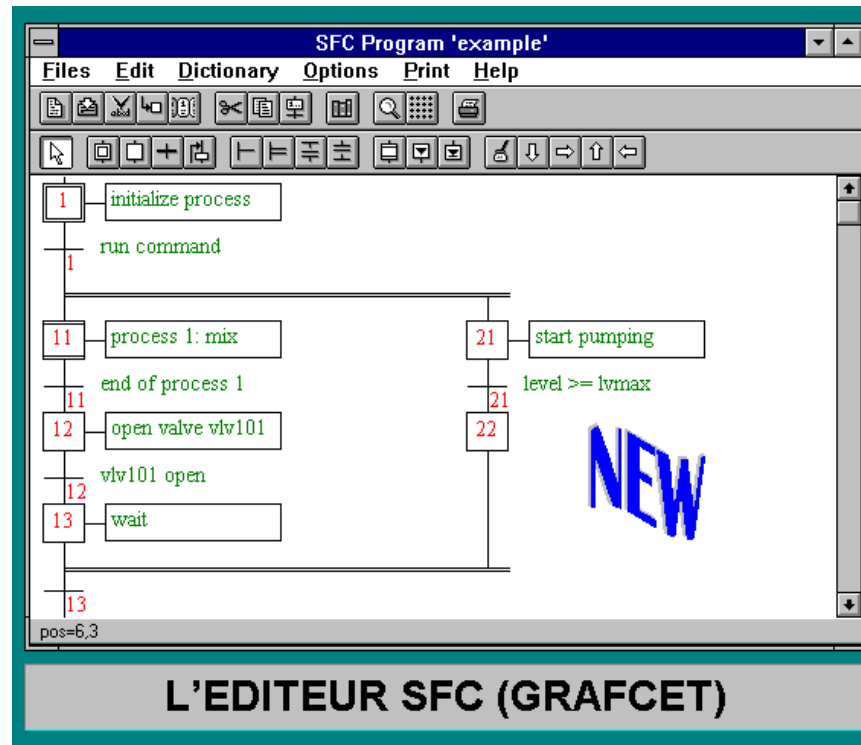 SFC Program 'example'
Files Edit Dictionary Options Print Help
1 initialize process
run command
1
11 process 1: mix 21 start pumping
end of process 1 level >= lvmax
11 21
12 open valve vlv101 22
vlv101 open
12
13 wait
13
NEW
pos=6,3
L'EDITEUR SFC (GRAFCET)